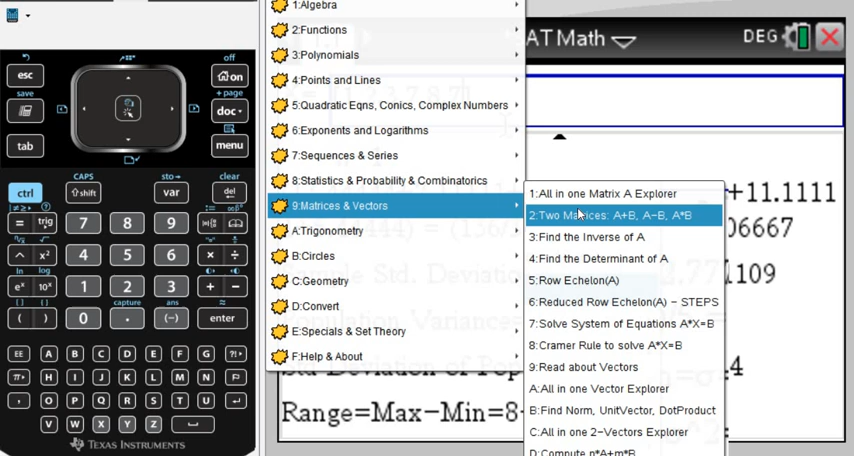 1:Algebra
2:Functions
3:Polynomials
4:Points and Lines
5:Quadratic Eqns, Conics, Complex Numbers
6:Exponents and Logarithms
7:Sequences & Series
8:Statistics & Probability & Combinatorics
9:Matrices & Vectors
A:Trigonometry
B:Circles
C:Geometry
D:Convert
E:Specials & Set Theory
F:Help & About
1:All in one Matrix A Explorer
2:Two Matrices: A+B, A−B, A*B
3:Find the Inverse of A
4:Find the Determinant of A
5:Row Echelon(A)
6:Reduced Row Echelon(A) − STEPS
7:Solve System of Equations A*X=B
8:Cramer Rule to solve A*X=B
9:Read about Vectors
A:All in one Vector Explorer
B:Find Norm, UnitVector, DotProduct
C:All in one 2−Vectors Explorer
D:Compute n*A+m*B
AT Math
DEG
+11.1111
06667
Range=Max−Min=8
off
esc
on
save
+ page
doc
tab
menu
CAPS
sto→
clear
ctrl
shift
var
del
= trig 7 8 9
^ x² 4 5 6 × ÷
ln log
eˣ 10ˣ 1 2 3 + −
capture ans
( ) 0 . (−) enter
EE A B C D E F G ?!
π H I J K L M N
, O P Q R S T U
V W X Y Z
TEXAS INSTRUMENTS